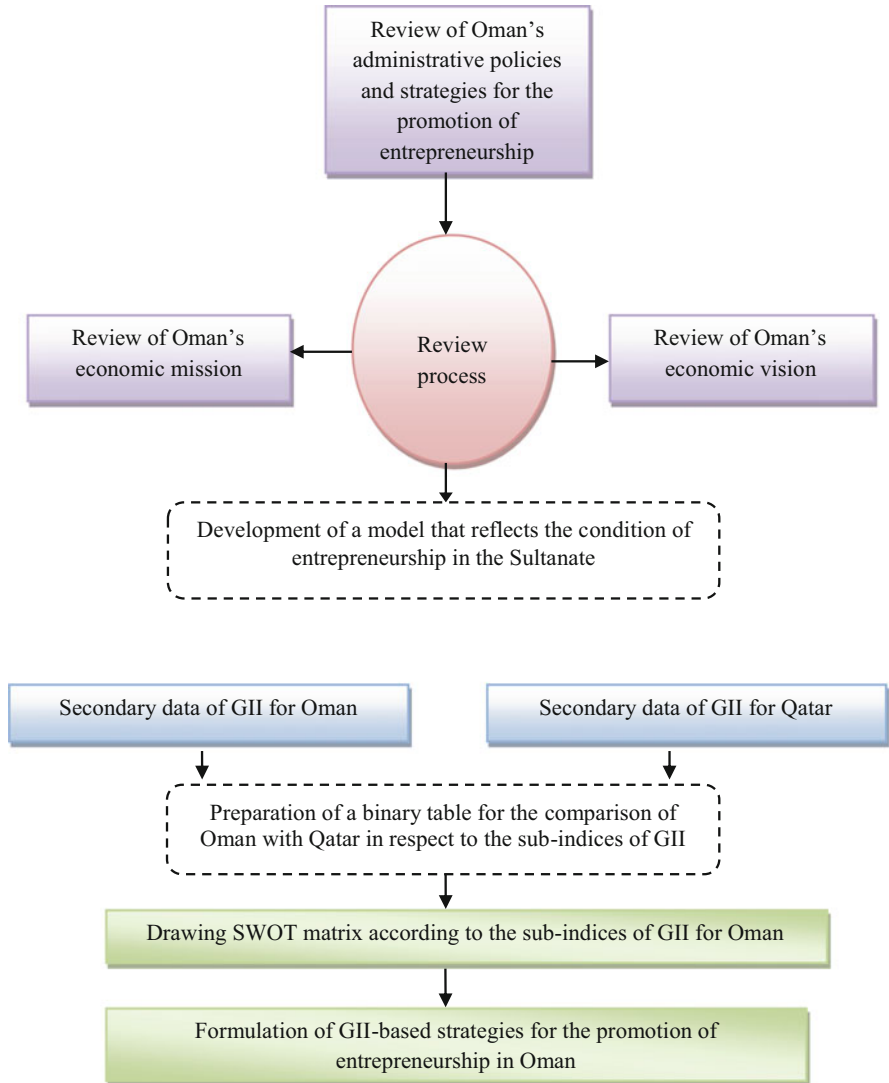 Review of Oman’s
administrative policies
and strategies for the
promotion of
entrepreneurship
Review of Oman’s
economic mission
Review
process
Review of Oman’s
economic vision
Development of a model that reflects the condition of
entrepreneurship in the Sultanate
Secondary data of GII for Oman
Secondary data of GII for Qatar
Preparation of a binary table for the comparison of
Oman with Qatar in respect to the sub-indices of GII
Drawing SWOT matrix according to the sub-indices of GII for Oman
Formulation of GII-based strategies for the promotion of
entrepreneurship in Oman